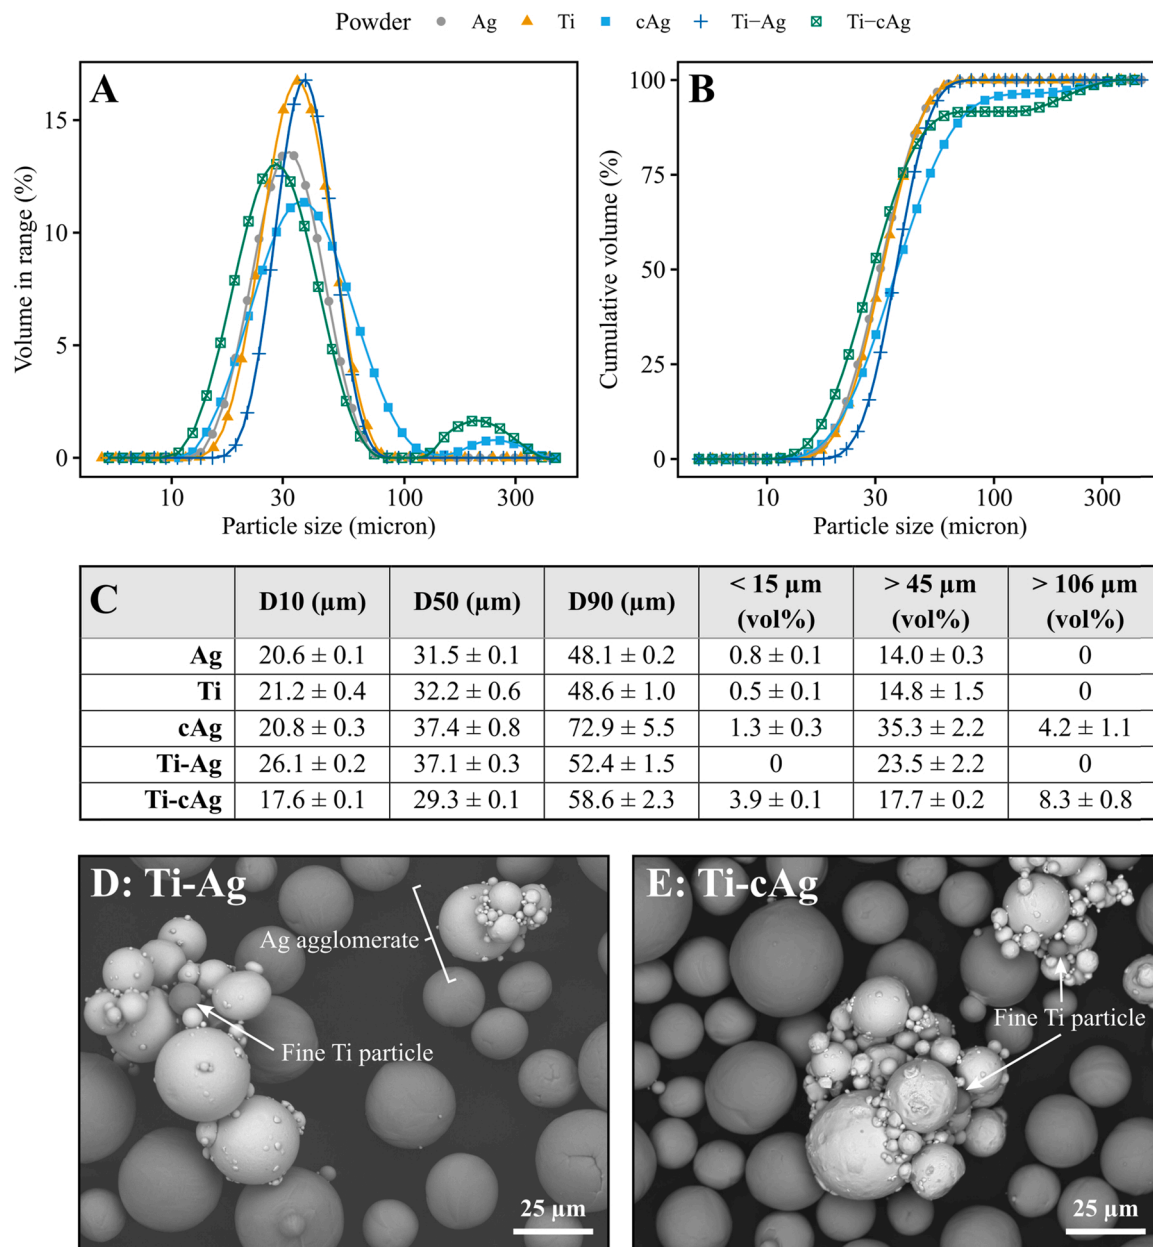 Powder Ag Ti cAg Ti−Ag Ti−cAg
A
15
10
5
0
Volume in range (%)
10 30 100 300
Particle size (micron)
B
100
75
50
25
0
Cumulative volume (%)
10 30 100 300
Particle size (micron)
C D10 (µm) D50 (µm) D90 (µm) < 15 µm (vol%) > 45 µm (vol%) > 106 µm (vol%)
Ag 20.6 ± 0.1 31.5 ± 0.1 48.1 ± 0.2 0.8 ± 0.1 14.0 ± 0.3 0
Ti 21.2 ± 0.4 32.2 ± 0.6 48.6 ± 1.0 0.5 ± 0.1 14.8 ± 1.5 0
cAg 20.8 ± 0.3 37.4 ± 0.8 72.9 ± 5.5 1.3 ± 0.3 35.3 ± 2.2 4.2 ± 1.1
Ti-Ag 26.1 ± 0.2 37.1 ± 0.3 52.4 ± 1.5 0 23.5 ± 2.2 0
Ti-cAg 17.6 ± 0.1 29.3 ± 0.1 58.6 ± 2.3 3.9 ± 0.1 17.7 ± 0.2 8.3 ± 0.8
D: Ti-Ag
Ag agglomerate
Fine Ti particle
25 µm
E: Ti-cAg
Fine Ti particle
25 µm